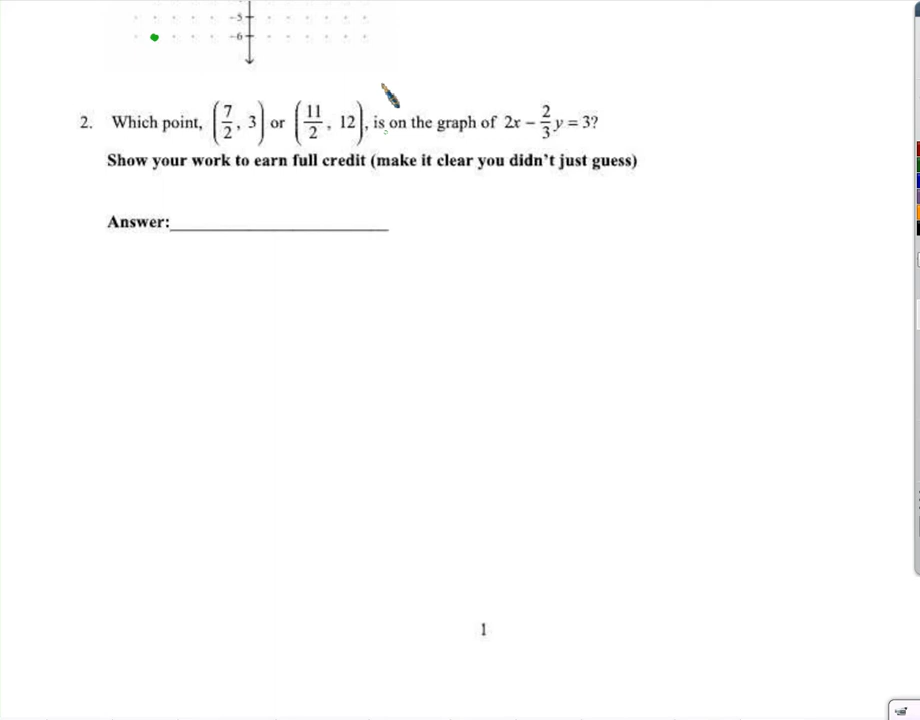 -5
-6
2. Which point, (7/2, 3) or (11/2, 12), is on the graph of 2x − 2/3 y = 3?
Show your work to earn full credit (make it clear you didn't just guess)
Answer:______________________
1